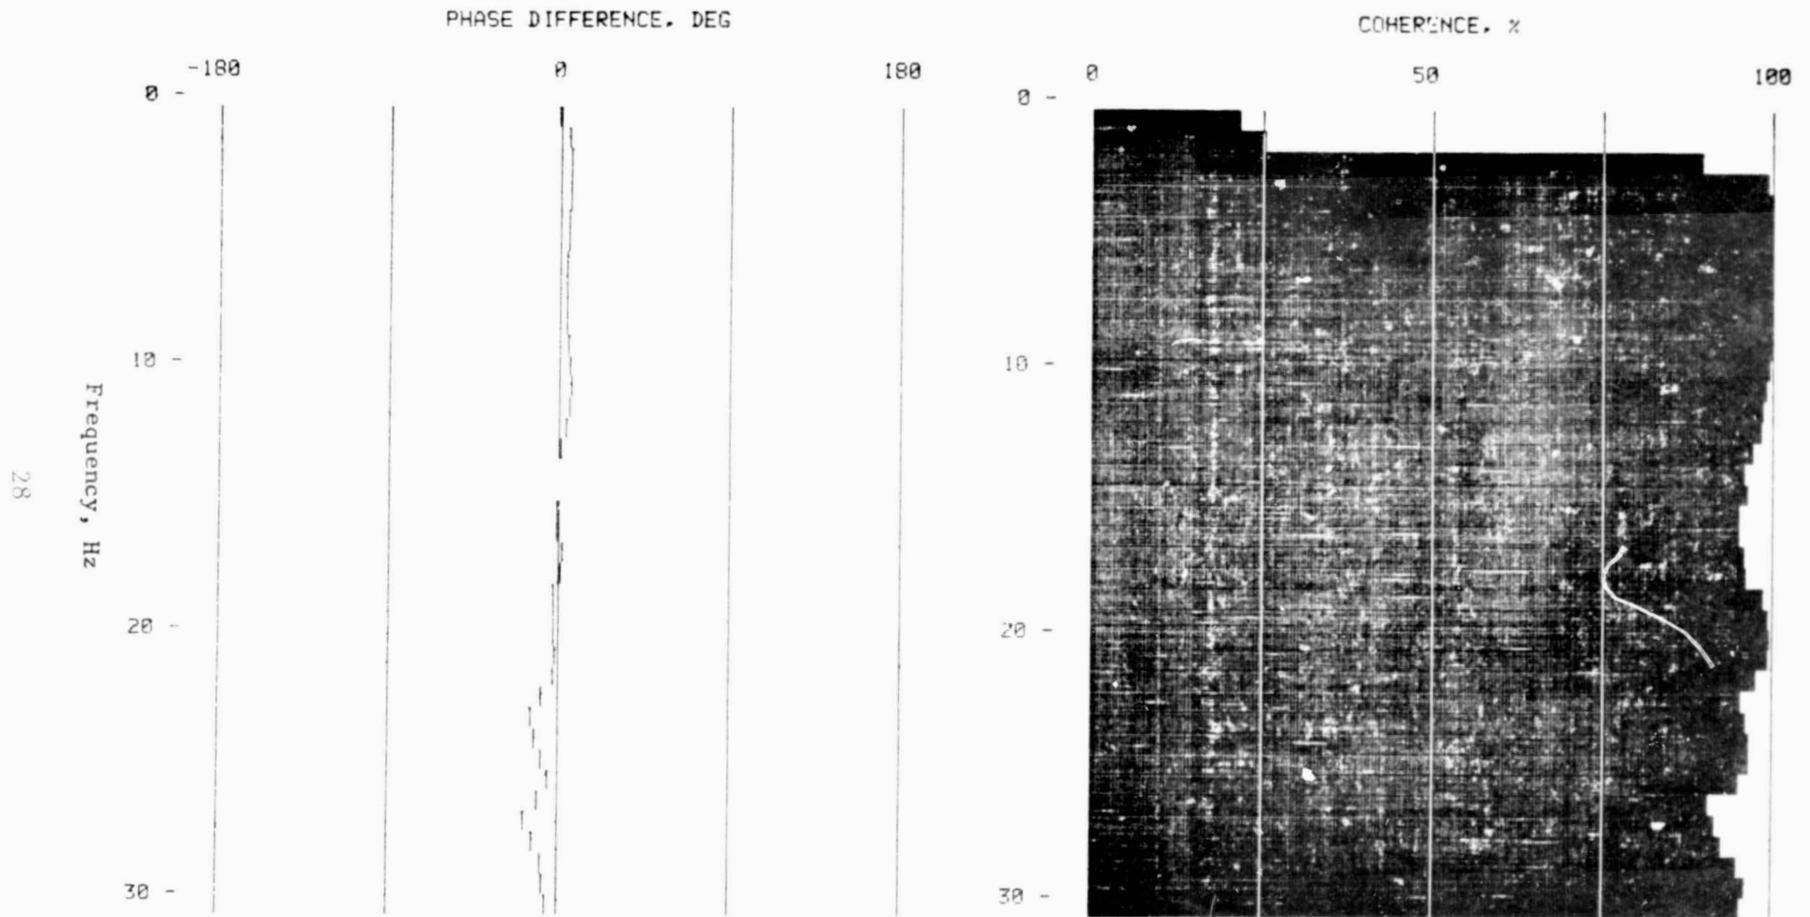 PHASE DIFFERENCE, DEG
-180 0 180
0 -
10 -
20 -
30 -
Frequency, Hz
28
COHERENCE, %
0 50 100
0 -
10 -
20 -
30 -